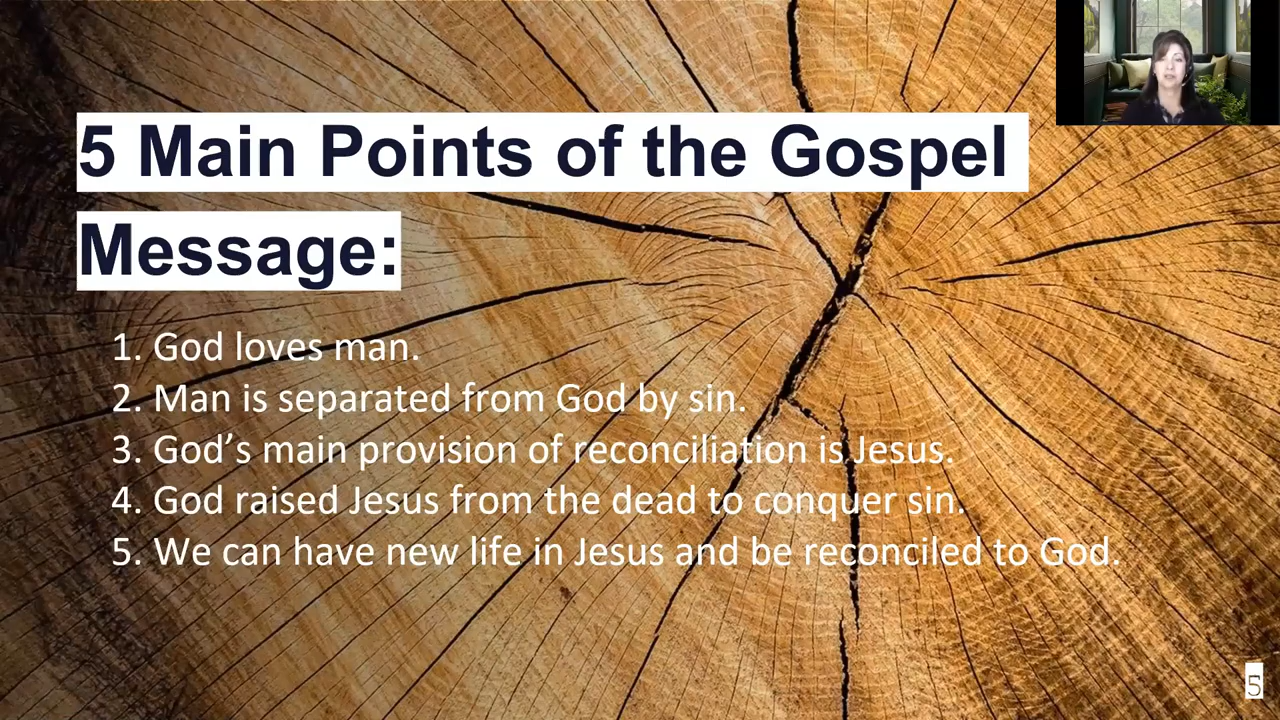 5 Main Points of the Gospel
Message:
1. God loves man.
2. Man is separated from God by sin.
3. God’s main provision of reconciliation is Jesus.
4. God raised Jesus from the dead to conquer sin.
5. We can have new life in Jesus and be reconciled to God.
5